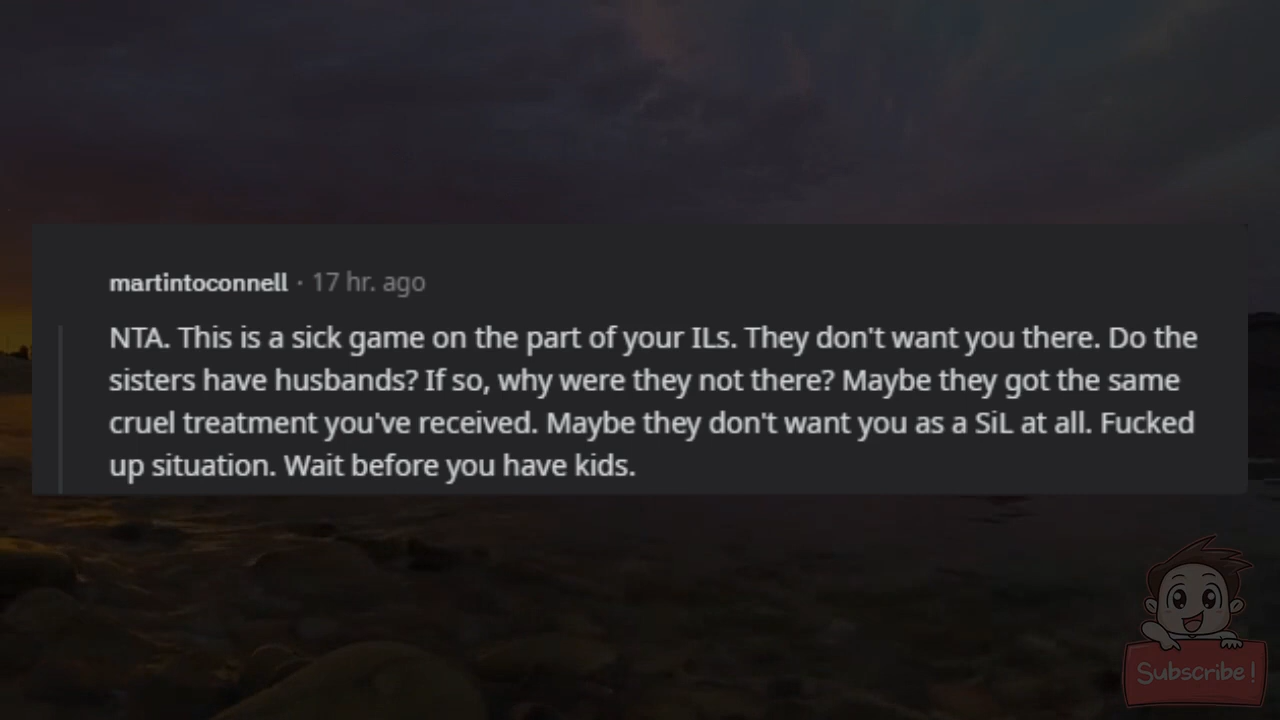 martintoconnell · 17 hr. ago
NTA. This is a sick game on the part of your ILs. They don't want you there. Do the
sisters have husbands? If so, why were they not there? Maybe they got the same
cruel treatment you've received. Maybe they don't want you as a SiL at all. Fucked
up situation. Wait before you have kids.
Subscribe!